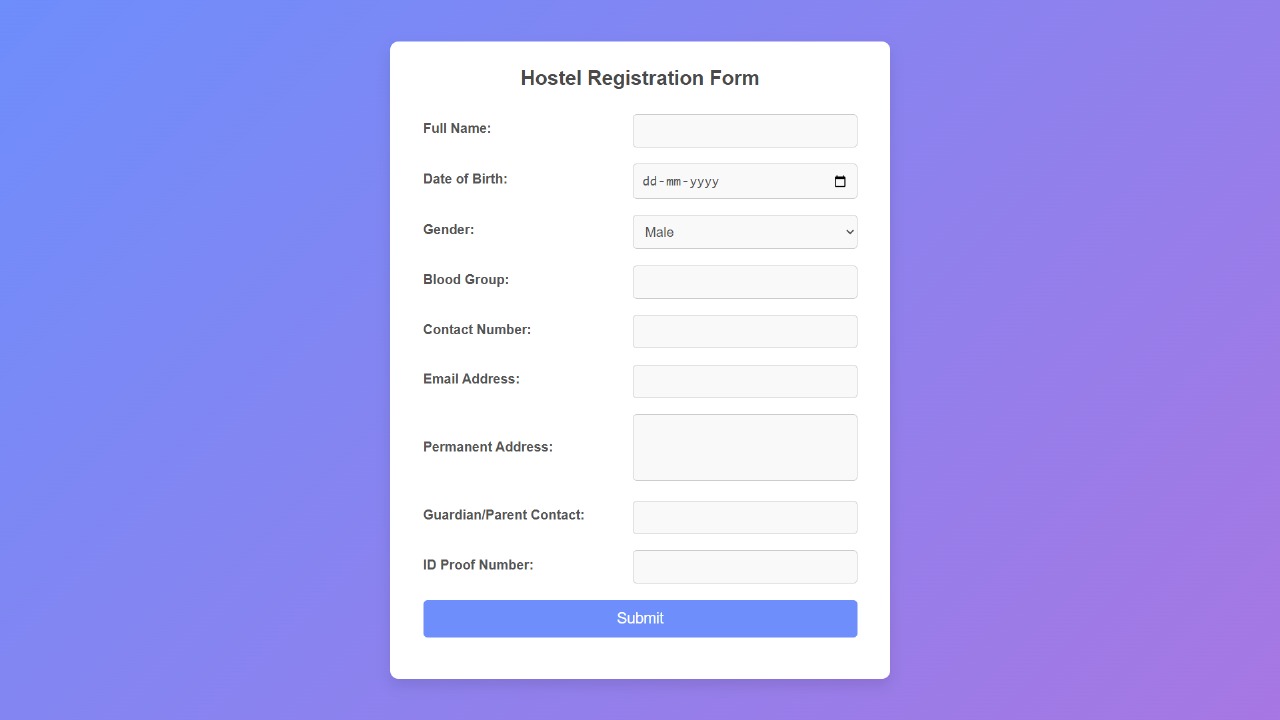 Hostel Registration Form
Full Name:
Date of Birth: dd-mm-yyyy
Gender: Male
Blood Group:
Contact Number:
Email Address:
Permanent Address:
Guardian/Parent Contact:
ID Proof Number:
Submit